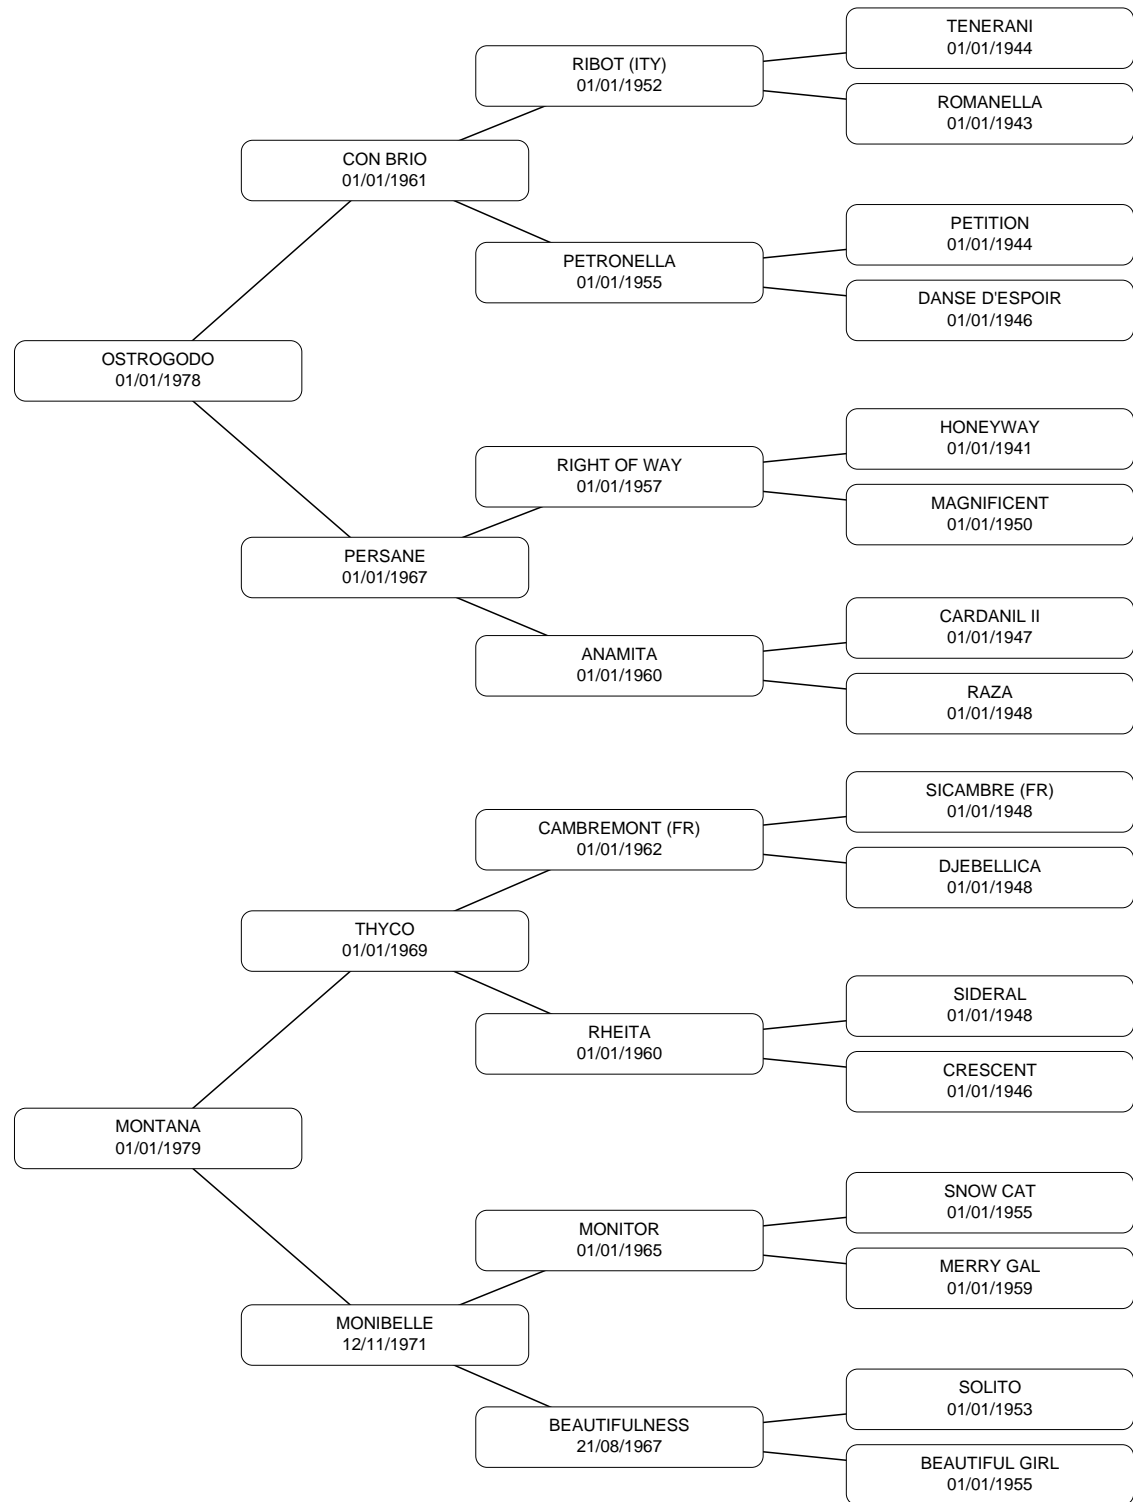 TENERANI
01/01/1944
RIBOT (ITY)
01/01/1952
ROMANELLA
01/01/1943
CON BRIO
01/01/1961
PETITION
01/01/1944
PETRONELLA
01/01/1955
DANSE D'ESPOIR
01/01/1946
OSTROGODO
01/01/1978
HONEYWAY
01/01/1941
RIGHT OF WAY
01/01/1957
MAGNIFICENT
01/01/1950
PERSANE
01/01/1967
CARDANIL II
01/01/1947
ANAMITA
01/01/1960
RAZA
01/01/1948
SICAMBRE (FR)
01/01/1948
CAMBREMONT (FR)
01/01/1962
DJEBELLICA
01/01/1948
THYCO
01/01/1969
SIDERAL
01/01/1948
RHEITA
01/01/1960
CRESCENT
01/01/1946
MONTANA
01/01/1979
SNOW CAT
01/01/1955
MONITOR
01/01/1965
MERRY GAL
01/01/1959
MONIBELLE
12/11/1971
SOLITO
01/01/1953
BEAUTIFULNESS
21/08/1967
BEAUTIFUL GIRL
01/01/1955